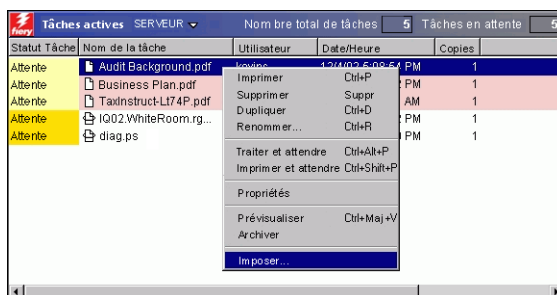 fiery Tâches actives SERVEUR Nombre total de tâches 5 Tâches en attente 5
Statut Tâche Nom de la tâche Utilisateur Date/Heure Copies
Attente Audit Background.pdf kevins 12/4/02 5:08:54 PM 1
Attente Business Plan.pdf PM 1
Attente TaxInstruct-Lt74P.pdf AM 1
Attente IQ02.WhiteRoom.rg... PM 1
Attente diag.ps PM 1
Imprimer Ctrl+P
Supprimer Suppr
Dupliquer Ctrl+D
Renommer... Ctrl+R
Traiter et attendre Ctrl+Alt+P
Imprimer et attendre Ctrl+Shift+P
Propriétés
Prévisualiser Ctrl+Maj+V
Archiver
Imposer...